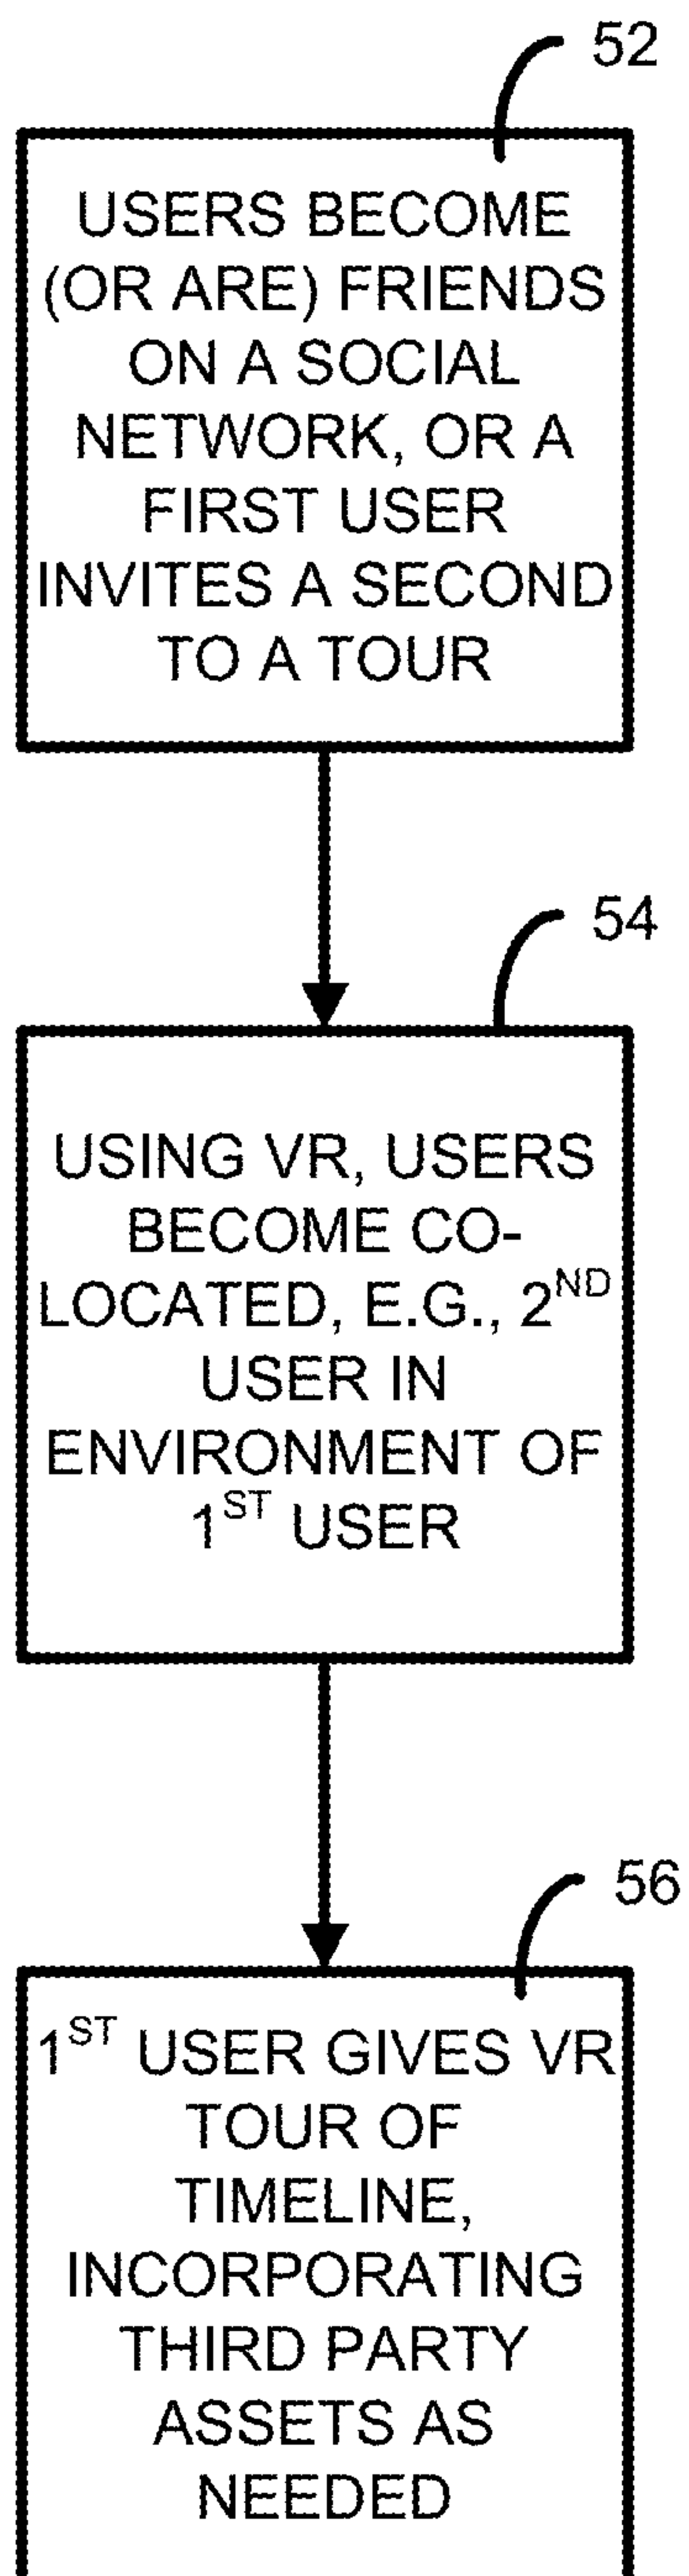 52
USERS BECOME
(OR ARE) FRIENDS
ON A SOCIAL
NETWORK, OR A
FIRST USER
INVITES A SECOND
TO A TOUR
54
USING VR, USERS
BECOME CO-
LOCATED, E.G., 2ND
USER IN
ENVIRONMENT OF
1ST USER
56
1ST USER GIVES VR
TOUR OF
TIMELINE,
INCORPORATING
THIRD PARTY
ASSETS AS
NEEDED